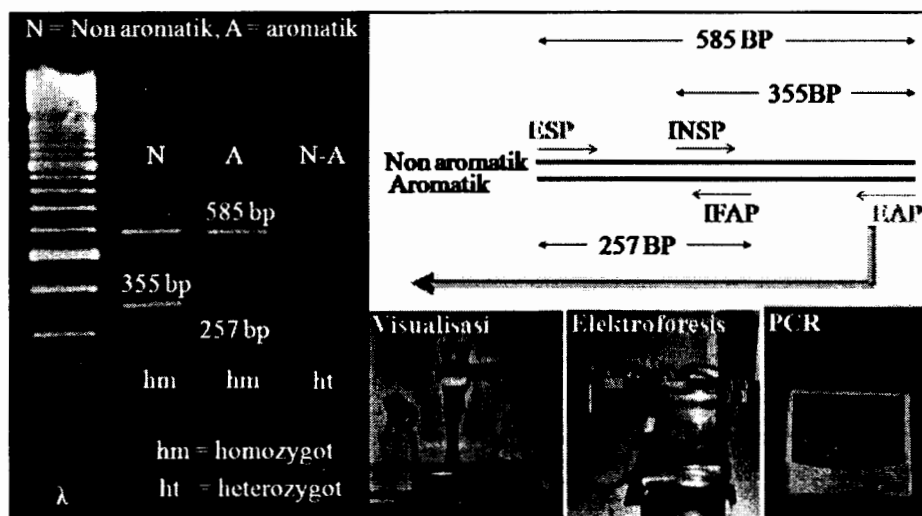 N = Non aromatik, A = aromatik
N A N-A
585 bp
355 bp
257 bp
hm hm ht
hm = homozygot
ht = heterozygot
λ
585 BP
355BP
ESP INSP
Non aromatik
Aromatik
IFAP EAP
257 BP
Visualisasi Elektroforesis PCR